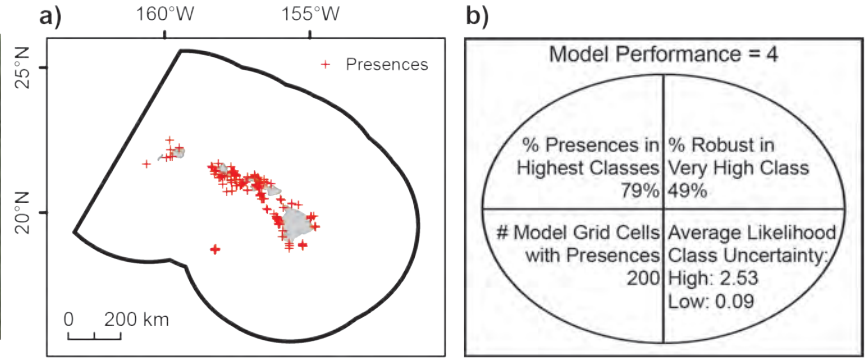 a)
160°W
155°W
25°N
20°N
+ Presences
0 200 km
b)
Model Performance = 4
% Presences in
Highest Classes
79%
% Robust in
Very High Class
49%
# Model Grid Cells
with Presences
200
Average Likelihood
Class Uncertainty:
High: 2.53
Low: 0.09